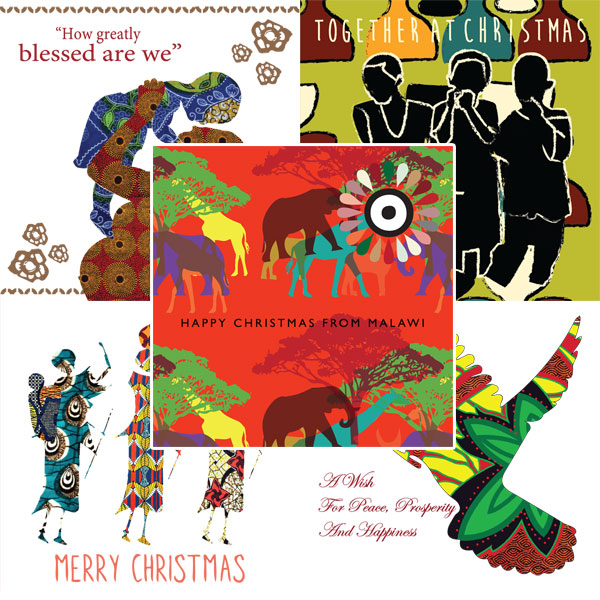 “How greatly
blessed are we”
TOGETHER AT CHRISTMAS
HAPPY CHRISTMAS FROM MALAWI
A Wish
For Peace, Prosperity
And Happiness
MERRY CHRISTMAS